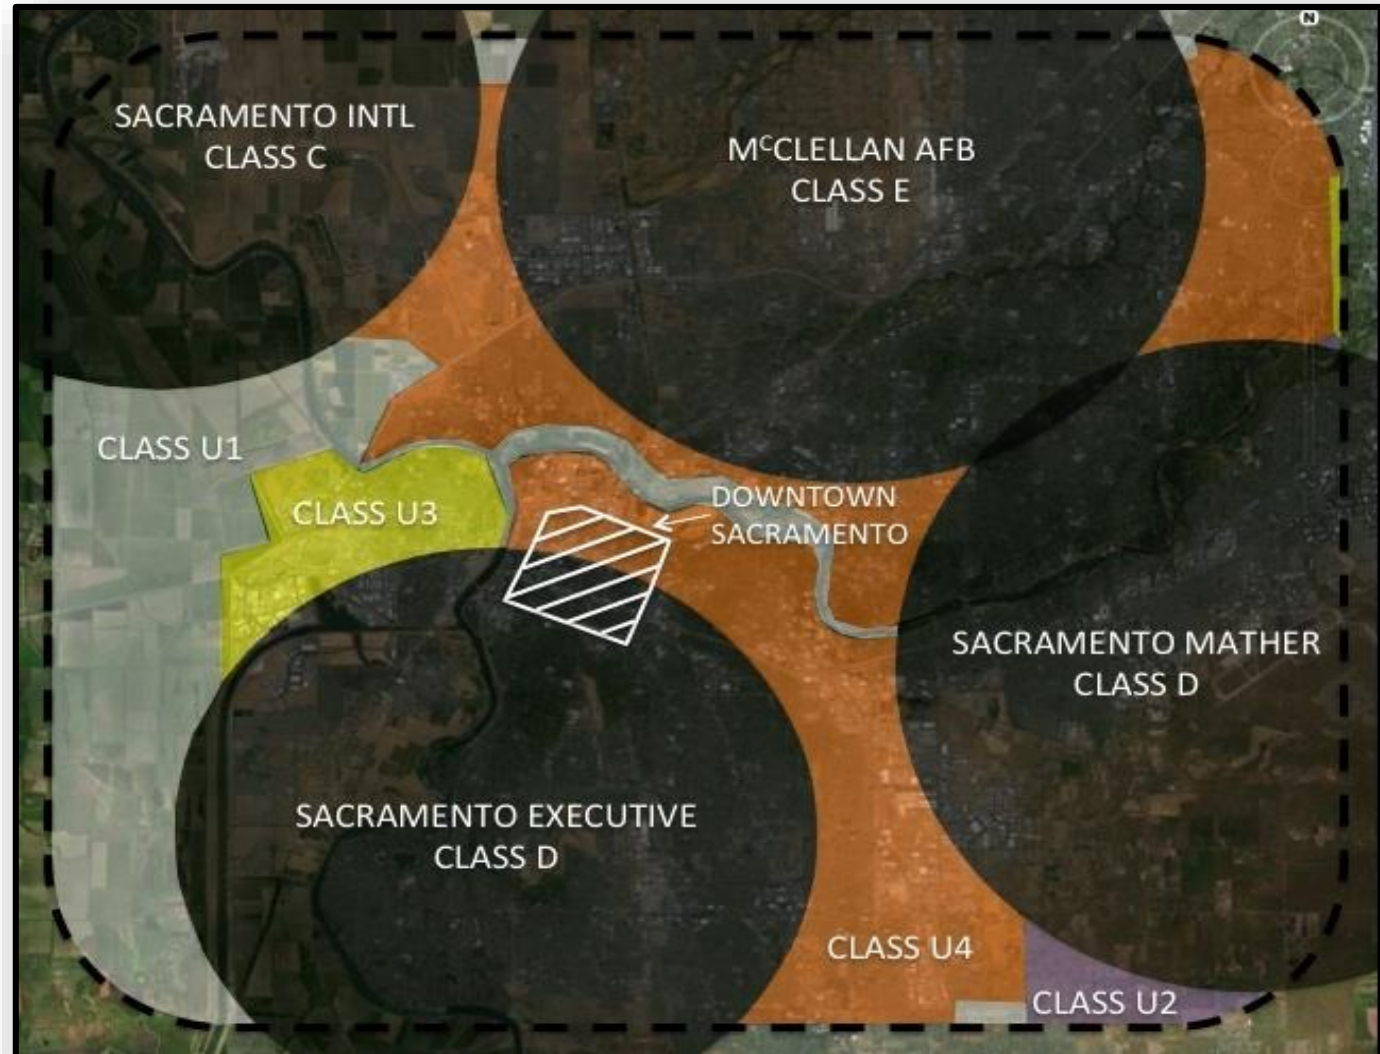 N
SACRAMENTO INTL
CLASS C
MCCLELLAN AFB
CLASS E
CLASS U1
CLASS U3
DOWNTOWN
SACRAMENTO
SACRAMENTO MATHER
CLASS D
SACRAMENTO EXECUTIVE
CLASS D
CLASS U4
CLASS U2